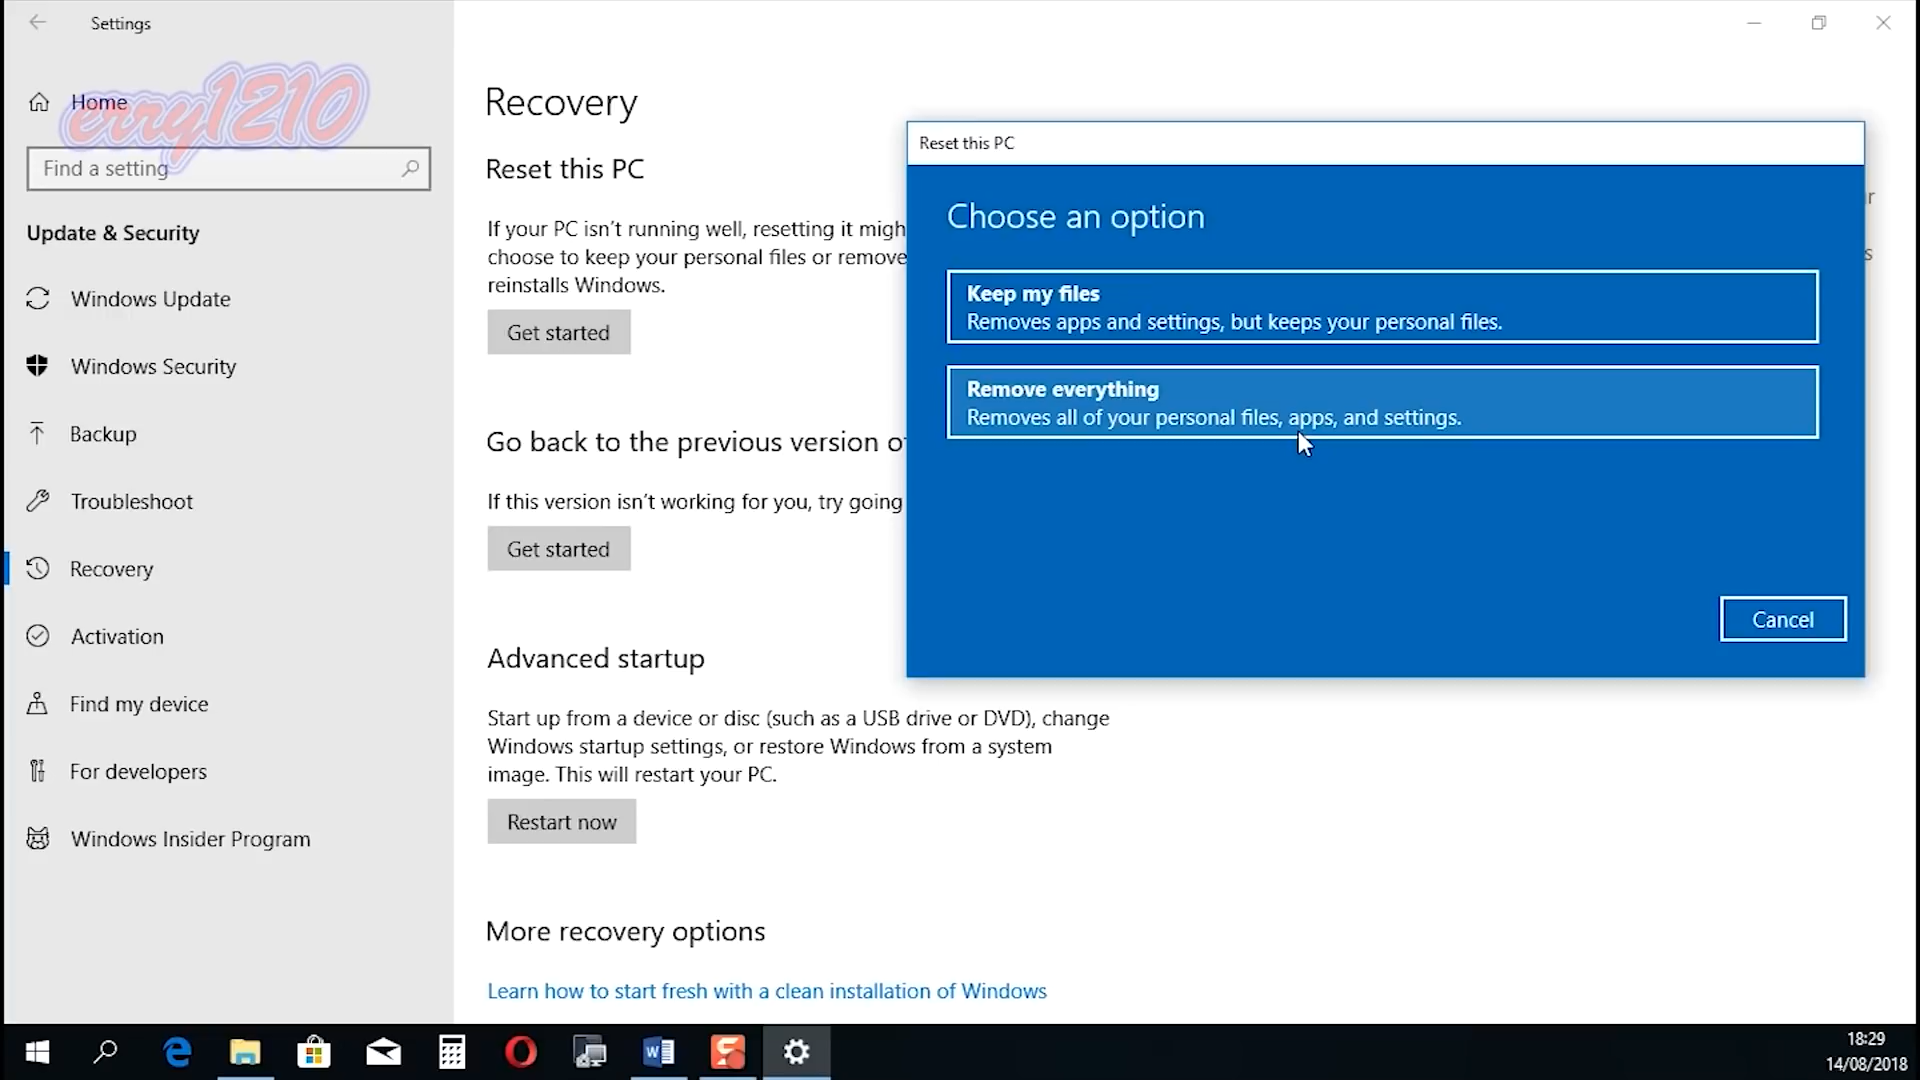 Settings
Home
erry1210
Find a setting
Update & Security
Windows Update
Windows Security
Backup
Troubleshoot
Recovery
Activation
Find my device
For developers
Windows Insider Program
Recovery
Reset this PC
If your PC isn't running well, resetting it migh
choose to keep your personal files or remove
reinstalls Windows.
Get started
Go back to the previous version o
If this version isn't working for you, try going
Get started
Advanced startup
Start up from a device or disc (such as a USB drive or DVD), change
Windows startup settings, or restore Windows from a system
image. This will restart your PC.
Restart now
More recovery options
Learn how to start fresh with a clean installation of Windows
Reset this PC
Choose an option
Keep my files
Removes apps and settings, but keeps your personal files.
Remove everything
Removes all of your personal files, apps, and settings.
Cancel
18:29
14/08/2018